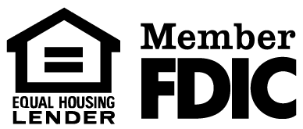 EQUAL HOUSING
LENDER
Member
FDIC